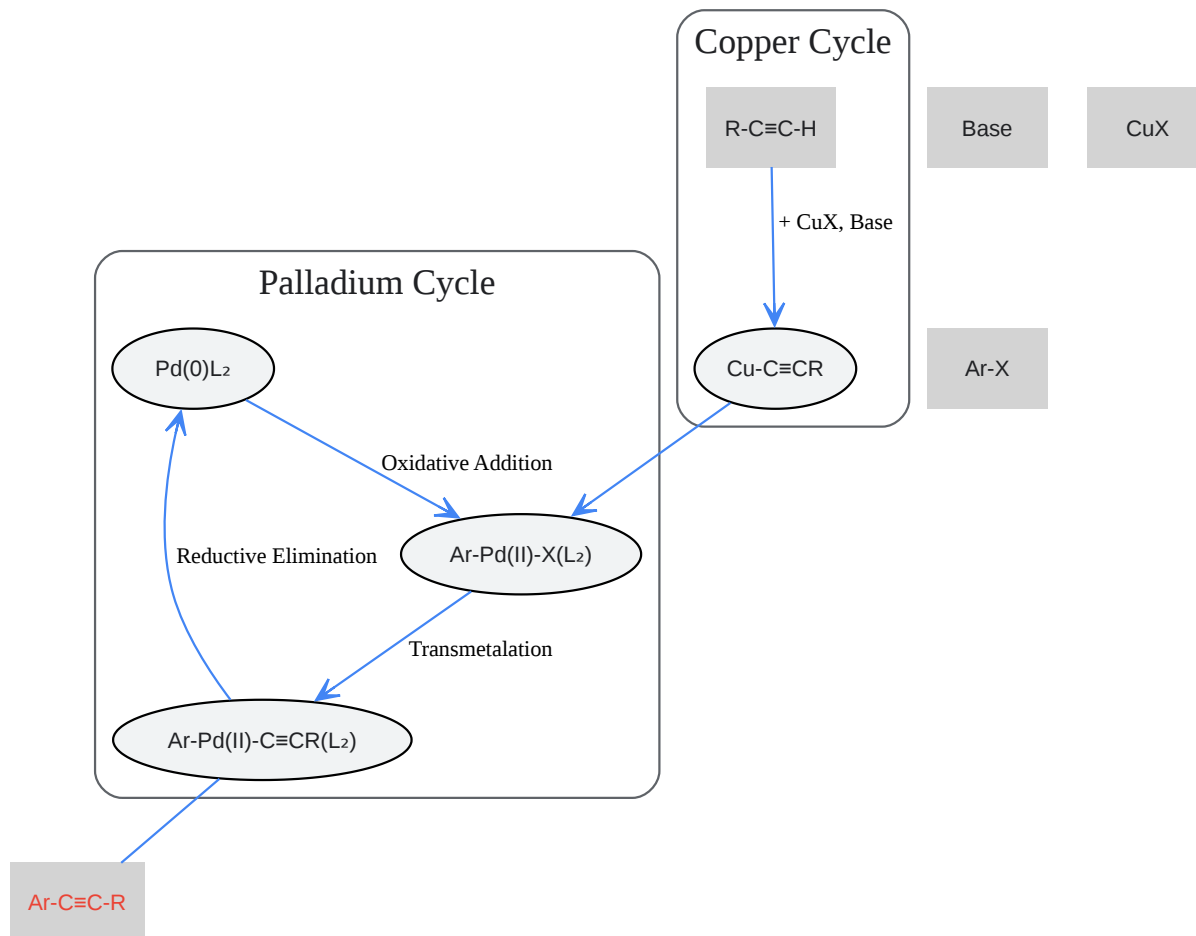 Copper Cycle
R-C≡C-H
Base
CuX
+ CuX, Base
Palladium Cycle
Pd(0)L₂
Cu-C≡CR
Ar-X
Oxidative Addition
Ar-Pd(II)-X(L₂)
Reductive Elimination
Transmetalation
Ar-Pd(II)-C≡CR(L₂)
Ar-C≡C-R